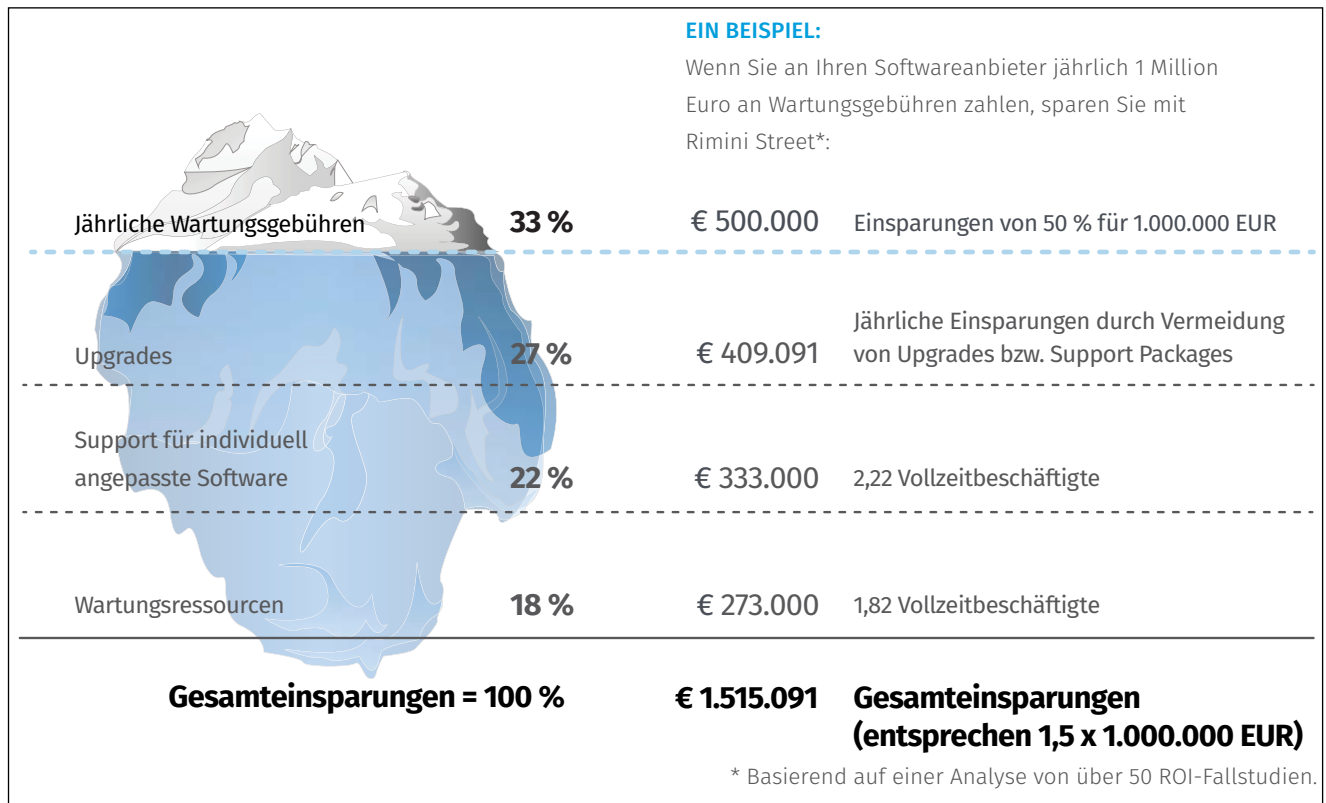 EIN BEISPIEL:
Wenn Sie an Ihren Softwareanbieter jährlich 1 Million
Euro an Wartungsgebühren zahlen, sparen Sie mit
Rimini Street*:
Jährliche Wartungsgebühren 33 % € 500.000 Einsparungen von 50 % für 1.000.000 EUR
Upgrades 27 % € 409.091 Jährliche Einsparungen durch Vermeidung
von Upgrades bzw. Support Packages
Support für individuell
angepasste Software 22 % € 333.000 2,22 Vollzeitbeschäftigte
Wartungsressourcen 18 % € 273.000 1,82 Vollzeitbeschäftigte
Gesamteinsparungen = 100 % € 1.515.091 Gesamteinsparungen
(entsprechen 1,5 x 1.000.000 EUR)
* Basierend auf einer Analyse von über 50 ROI-Fallstudien.